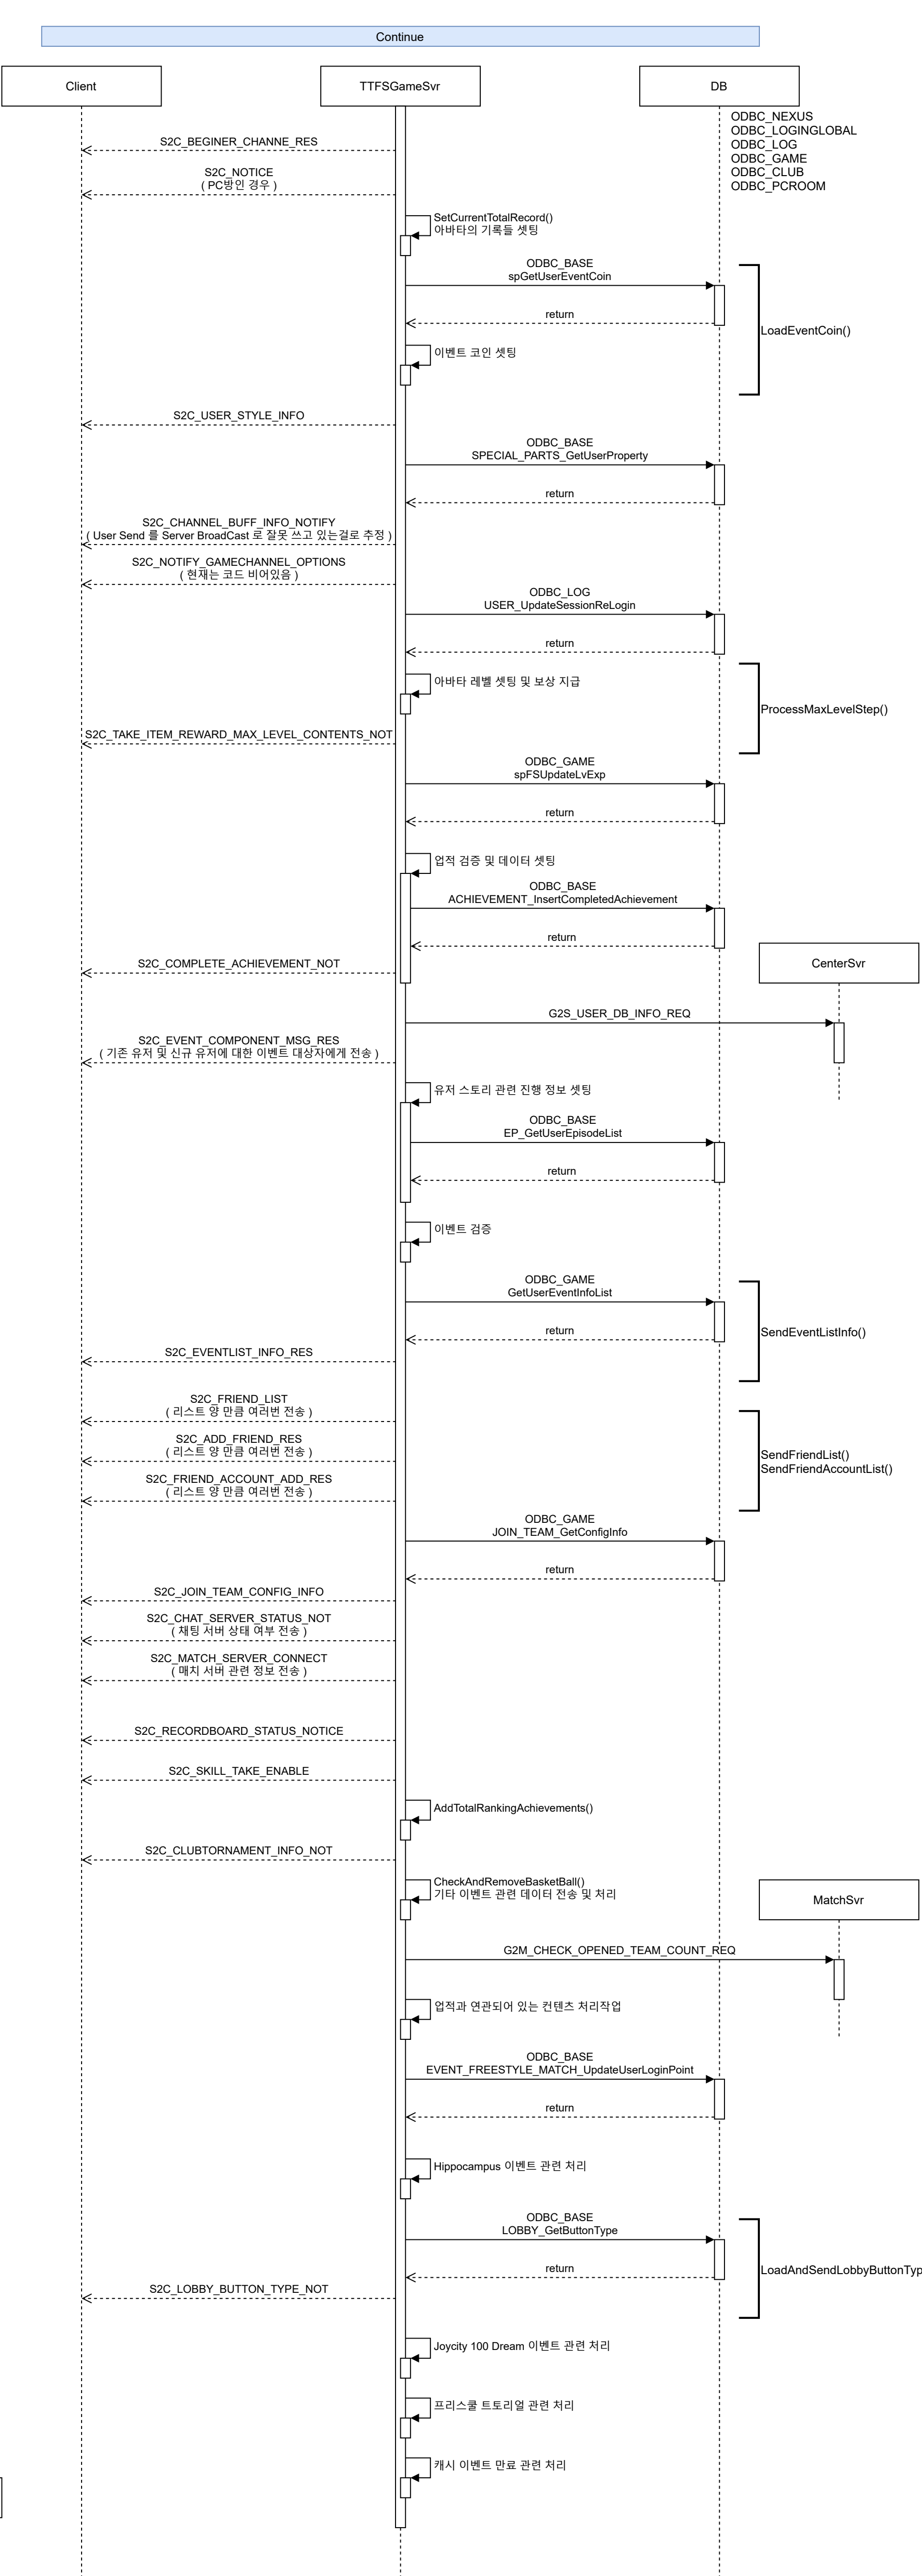 Continue
Client
TTFSGameSvr
DB
ODBC_NEXUS
ODBC_LOGINGLOBAL
ODBC_LOG
ODBC_GAME
ODBC_CLUB
ODBC_PCROOM
S2C_BEGINER_CHANNE_RES
S2C_NOTICE
( PC방인 경우 )
SetCurrentTotalRecord()
아바타의 기록들 셋팅
ODBC_BASE
spGetUserEventCoin
return
LoadEventCoin()
이벤트 코인 셋팅
S2C_USER_STYLE_INFO
ODBC_BASE
SPECIAL_PARTS_GetUserProperty
return
S2C_CHANNEL_BUFF_INFO_NOTIFY
( User Send 를 Server BroadCast 로 잘못 쓰고 있는걸로 추정 )
S2C_NOTIFY_GAMECHANNEL_OPTIONS
( 현재는 코드 비어있음 )
ODBC_LOG
USER_UpdateSessionReLogin
return
아바타 레벨 셋팅 및 보상 지급
ProcessMaxLevelStep()
S2C_TAKE_ITEM_REWARD_MAX_LEVEL_CONTENTS_NOT
ODBC_GAME
spFSUpdateLvExp
return
업적 검증 및 데이터 셋팅
ODBC_BASE
ACHIEVEMENT_InsertCompletedAchievement
return
S2C_COMPLETE_ACHIEVEMENT_NOT
CenterSvr
G2S_USER_DB_INFO_REQ
S2C_EVENT_COMPONENT_MSG_RES
( 기존 유저 및 신규 유저에 대한 이벤트 대상자에게 전송 )
유저 스토리 관련 진행 정보 셋팅
ODBC_BASE
EP_GetUserEpisodeList
return
이벤트 검증
ODBC_GAME
GetUserEventInfoList
return
SendEventListInfo()
S2C_EVENTLIST_INFO_RES
S2C_FRIEND_LIST
( 리스트 양 만큼 여러번 전송 )
S2C_ADD_FRIEND_RES
( 리스트 양 만큼 여러번 전송 )
SendFriendList()
SendFriendAccountList()
S2C_FRIEND_ACCOUNT_ADD_RES
( 리스트 양 만큼 여러번 전송 )
ODBC_GAME
JOIN_TEAM_GetConfigInfo
return
S2C_JOIN_TEAM_CONFIG_INFO
S2C_CHAT_SERVER_STATUS_NOT
( 채팅 서버 상태 여부 전송 )
S2C_MATCH_SERVER_CONNECT
( 매치 서버 관련 정보 전송 )
S2C_RECORDBOARD_STATUS_NOTICE
S2C_SKILL_TAKE_ENABLE
AddTotalRankingAchievements()
S2C_CLUBTORNAMENT_INFO_NOT
CheckAndRemoveBasketBall()
기타 이벤트 관련 데이터 전송 및 처리
MatchSvr
G2M_CHECK_OPENED_TEAM_COUNT_REQ
업적과 연관되어 있는 컨텐츠 처리작업
ODBC_BASE
EVENT_FREESTYLE_MATCH_UpdateUserLoginPoint
return
Hippocampus 이벤트 관련 처리
ODBC_BASE
LOBBY_GetButtonType
return
LoadAndSendLobbyButtonTyp
S2C_LOBBY_BUTTON_TYPE_NOT
Joycity 100 Dream 이벤트 관련 처리
프리스쿨 트토리얼 관련 처리
캐시 이벤트 만료 관련 처리